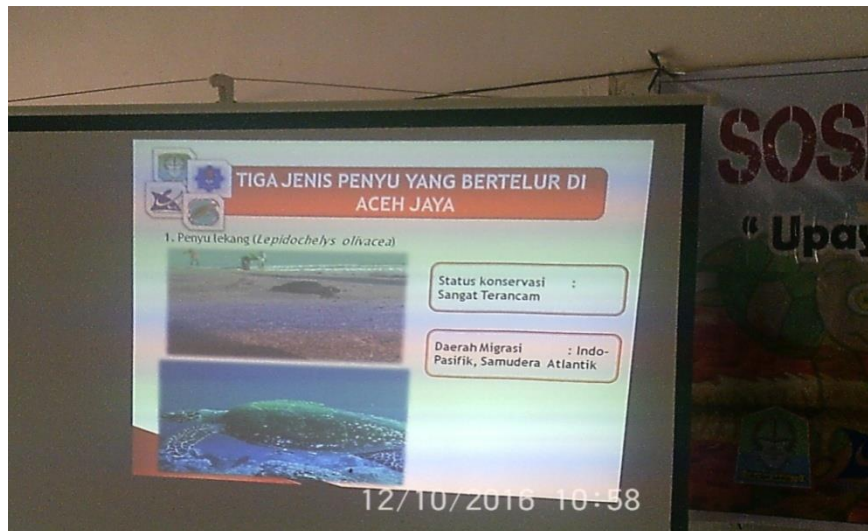 TIGA JENIS PENYU YANG BERTELUR DI
ACEH JAYA
1. Penyu lekang (Lepidochelys olivacea)
Status konservasi :
Sangat Terancam
Daerah Migrasi : Indo-
Pasifik, Samudera Atlantik
SOS
" Upay
12/10/2016 10:58